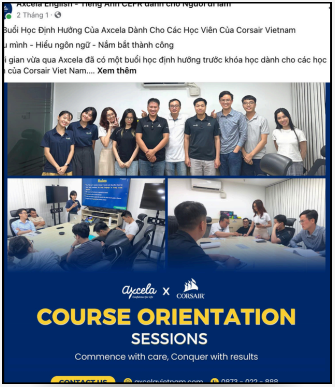 Axcela English - Tiếng Anh CEFR dành cho Người đi làm
2 Tháng 1 ·
Buổi Học Định Hướng Của Axcela Dành Cho Các Học Viên Của Corsair Vietnam
mình - Hiểu ngôn ngữ - Nắm bắt thành công
gian vừa qua Axcela đã có một buổi học định hướng trước khóa học dành cho các học
của Corsair Viet Nam.... Xem thêm
axcela x CORSAIR
COURSE ORIENTATION
SESSIONS
Commence with care, Conquer with results
CONTACT US axcelavietnam.com 0873 - 022 - 888